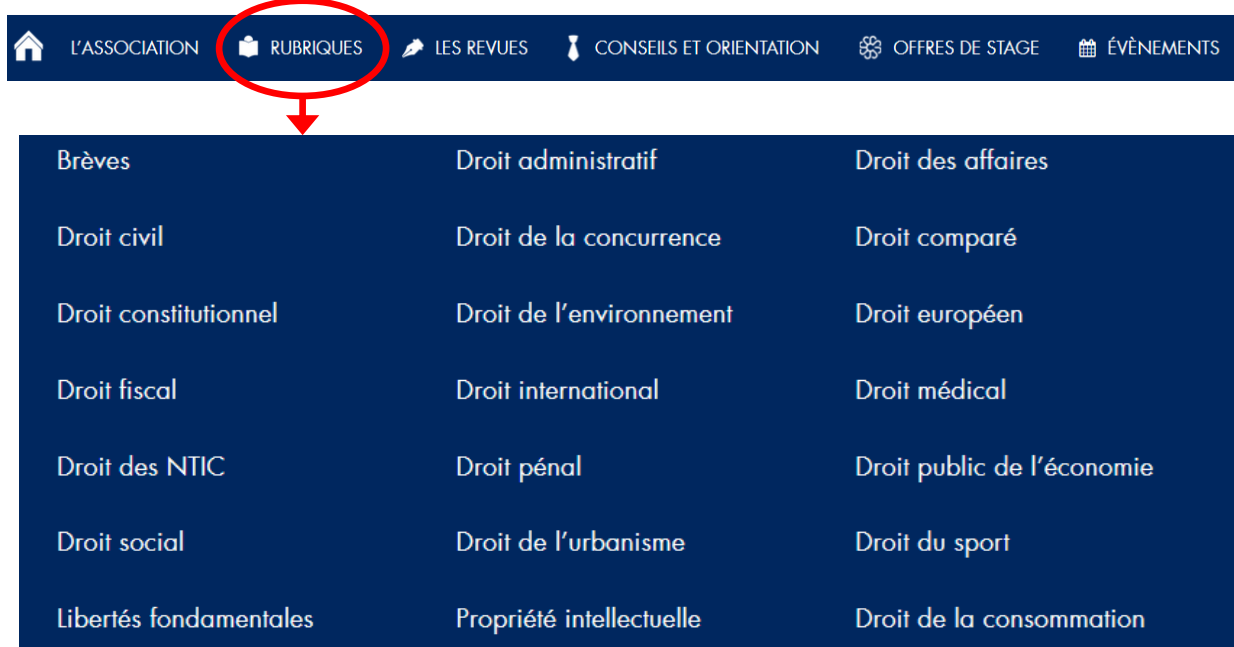 L'ASSOCIATION RUBRIQUES LES REVUES CONSEILS ET ORIENTATION OFFRES DE STAGE ÉVÈNEMENTS
Brèves Droit administratif Droit des affaires
Droit civil Droit de la concurrence Droit comparé
Droit constitutionnel Droit de l'environnement Droit européen
Droit fiscal Droit international Droit médical
Droit des NTIC Droit pénal Droit public de l'économie
Droit social Droit de l'urbanisme Droit du sport
Libertés fondamentales Propriété intellectuelle Droit de la consommation